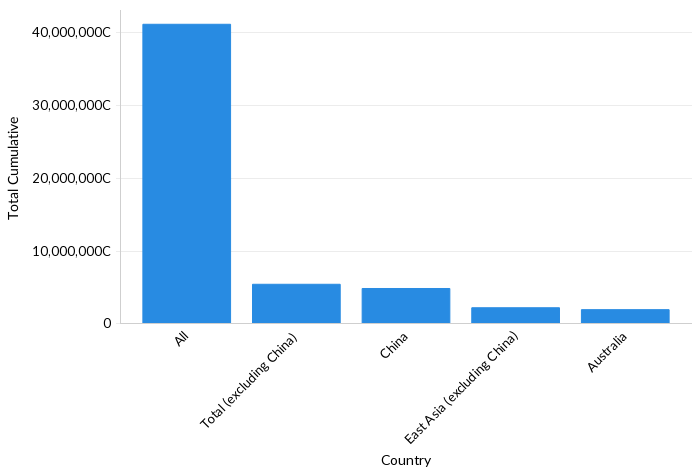 40,000,000C
30,000,000C
20,000,000C
10,000,000C
0
Total Cumulative
All
Total (excluding China)
China
East Asia (excluding China)
Australia
Country